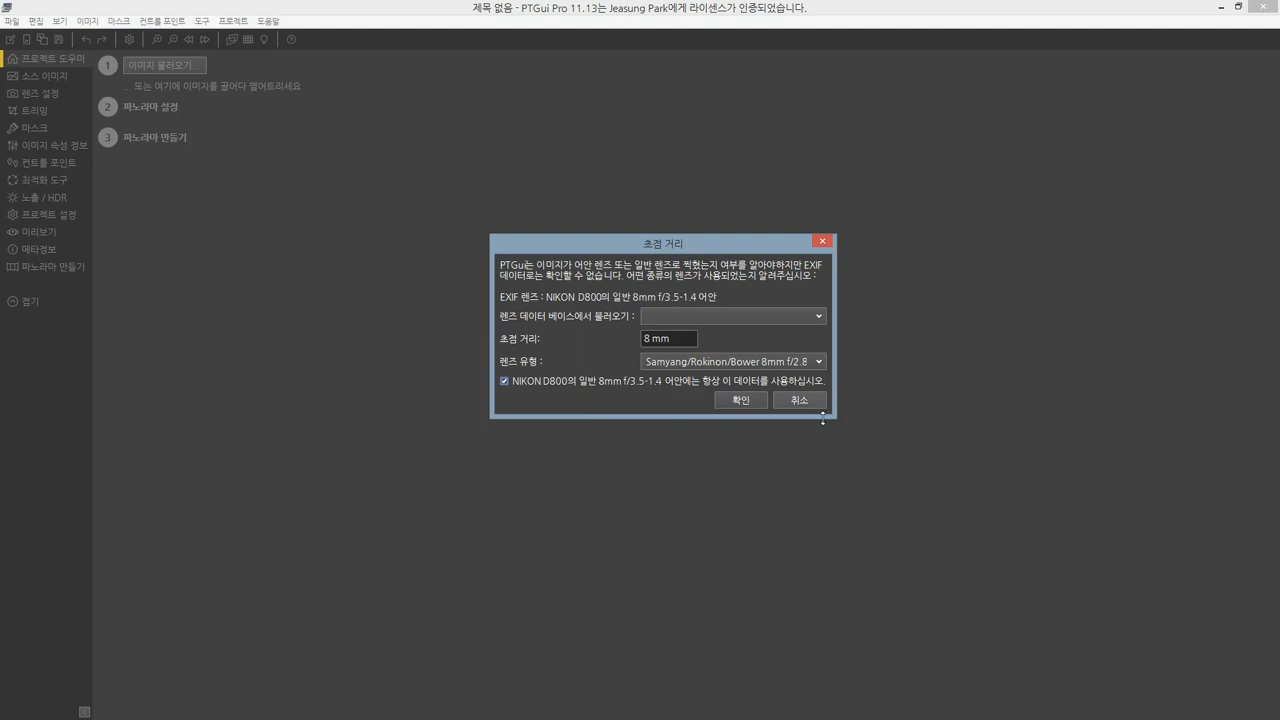 제목 없음 - PTGui Pro 11.13는 Jeasung Park에게 라이센스가 인증되었습니다.
파일 편집 보기 이미지 마스크 컨트롤 포인트 도구 프로젝트 도움말
프로젝트 도우미
소스 이미지
렌즈 설정
트리밍
마스크
이미지 속성 정보
컨트롤 포인트
최적화 도구
노출 / HDR
프로젝트 설정
미리보기
메타정보
파노라마 만들기
접기
1 이미지 불러오기...
... 또는 여기에 이미지를 끌어다 떨어트리세요
2 파노라마 설정
3 파노라마 만들기
초점 거리
PTGui는 이미지가 어안 렌즈 또는 일반 렌즈로 찍혔는지 여부를 알아야하지만 EXIF
데이터로는 확인할 수 없습니다. 어떤 종류의 렌즈가 사용되었는지 알려주십시오 :
EXIF 렌즈 : NIKON D800의 일반 8mm f/3.5-1.4 어안
렌즈 데이터 베이스에서 불러오기 :
초점 거리: 8 mm
렌즈 유형 : Samyang/Rokinon/Bower 8mm f/2.8
NIKON D800의 일반 8mm f/3.5-1.4 어안에는 항상 이 데이터를 사용하십시오.
확인 취소